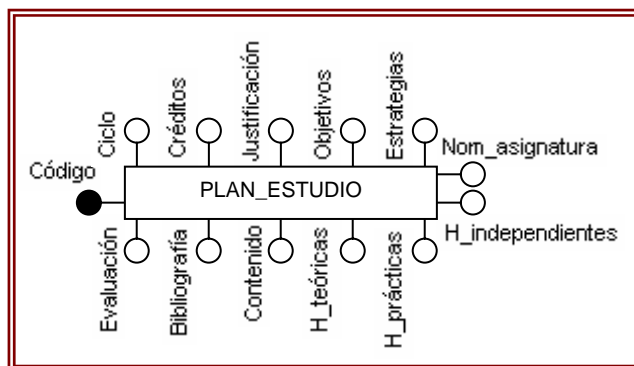 Ciclo
Créditos
Justificación
Objetivos
Estrategias
Nom_asignatura
Código
PLAN_ESTUDIO
H_independientes
Evaluación
Bibliografía
Contenido
H_teóricas
H_prácticas